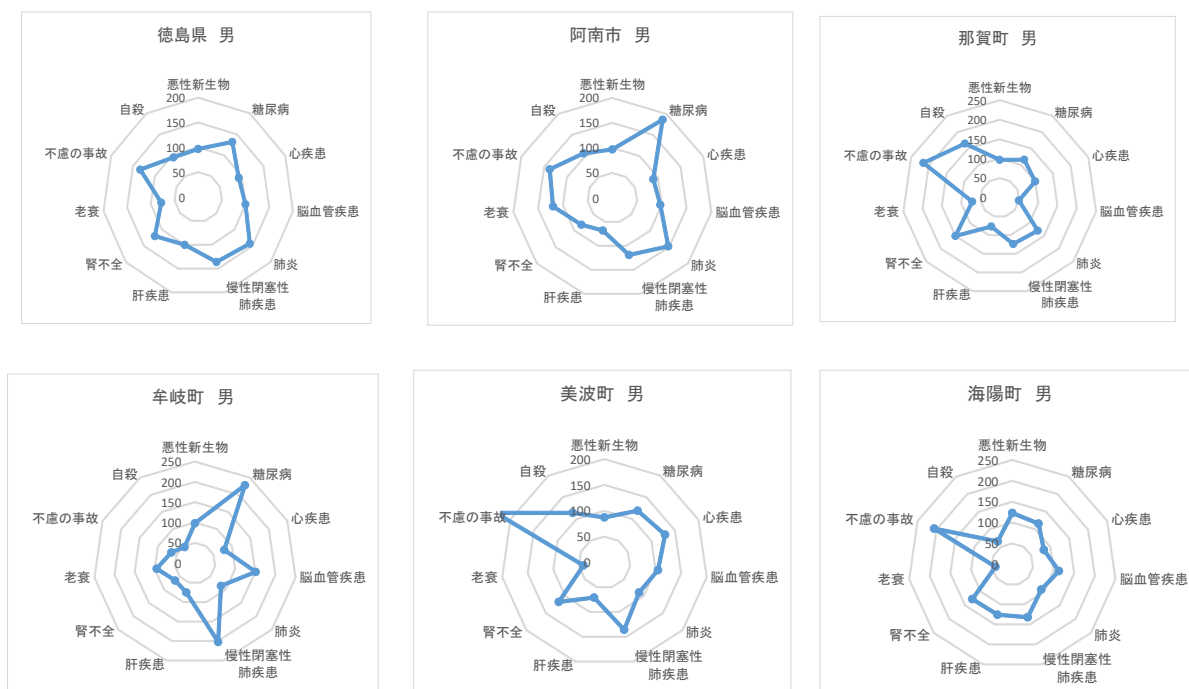 徳島県 男
悪性新生物
200
150
100
50
0
糖尿病
心疾患
脳血管疾患
肺炎
慢性閉塞性
肺疾患
肝疾患
腎不全
老衰
不慮の事故
自殺
阿南市 男
悪性新生物
200
150
100
50
0
糖尿病
心疾患
脳血管疾患
肺炎
慢性閉塞性
肺疾患
肝疾患
腎不全
老衰
不慮の事故
自殺
那賀町 男
悪性新生物
250
200
150
100
50
0
糖尿病
心疾患
脳血管疾患
肺炎
慢性閉塞性
肺疾患
肝疾患
腎不全
老衰
不慮の事故
自殺
牟岐町 男
悪性新生物
250
200
150
100
50
0
糖尿病
心疾患
脳血管疾患
肺炎
慢性閉塞性
肺疾患
肝疾患
腎不全
老衰
不慮の事故
自殺
美波町 男
悪性新生物
200
150
100
50
0
糖尿病
心疾患
脳血管疾患
肺炎
慢性閉塞性
肺疾患
肝疾患
腎不全
老衰
不慮の事故
自殺
海陽町 男
悪性新生物
250
200
150
100
50
0
糖尿病
心疾患
脳血管疾患
肺炎
慢性閉塞性
肺疾患
肝疾患
腎不全
老衰
不慮の事故
自殺